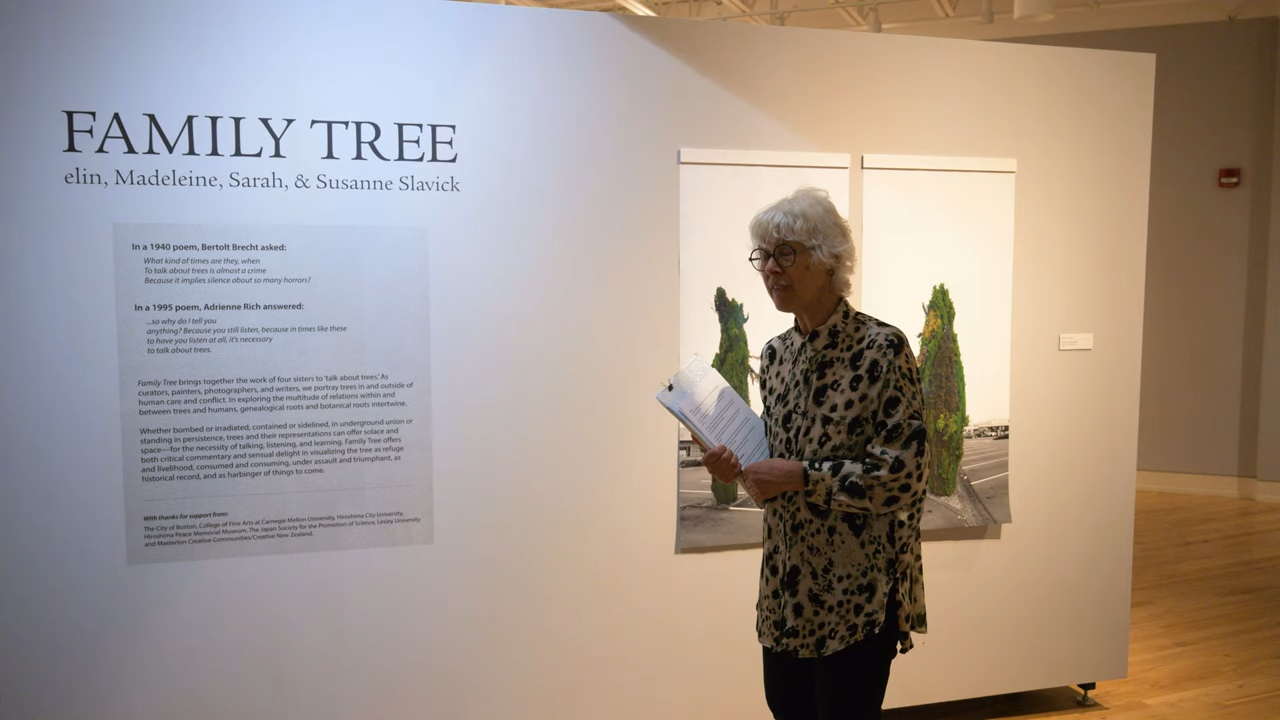 FAMILY TREE
elin, Madeleine, Sarah, & Susanne Slavick
In a 1940 poem, Bertolt Brecht asked:
What kind of times are they, when
To talk about trees is almost a crime
Because it implies silence about so many horrors?
In a 1995 poem, Adrienne Rich answered:
...so why do I tell you
anything? Because you still listen, because in times like these
to have you listen at all, it's necessary
to talk about trees.
Family Tree brings together the work of four sisters to 'talk about trees.' As
curators, painters, photographers, and writers, we portray trees in and outside of
human care and conflict. In exploring the multitude of relations within and
between trees and humans, genealogical roots and botanical roots intertwine.
Whether bombed or irradiated, contained or sidelined, in underground union or
standing in persistence, trees and their representations can offer solace and
space—for the necessity of talking, listening, and learning. Family Tree offers
both critical commentary and sensual delight in visualizing the tree as refuge
and livelihood, consumed and consuming, under assault and triumphant, as
historical record, and as harbinger of things to come.
With thanks for support from:
The City of Boston, College of Fine Arts at Carnegie Mellon University, Hiroshima City University,
Hiroshima Peace Memorial Museum, The Japan Society for the Promotion of Science, Lesley University
and Masterton Creative Communities/Creative New Zealand.